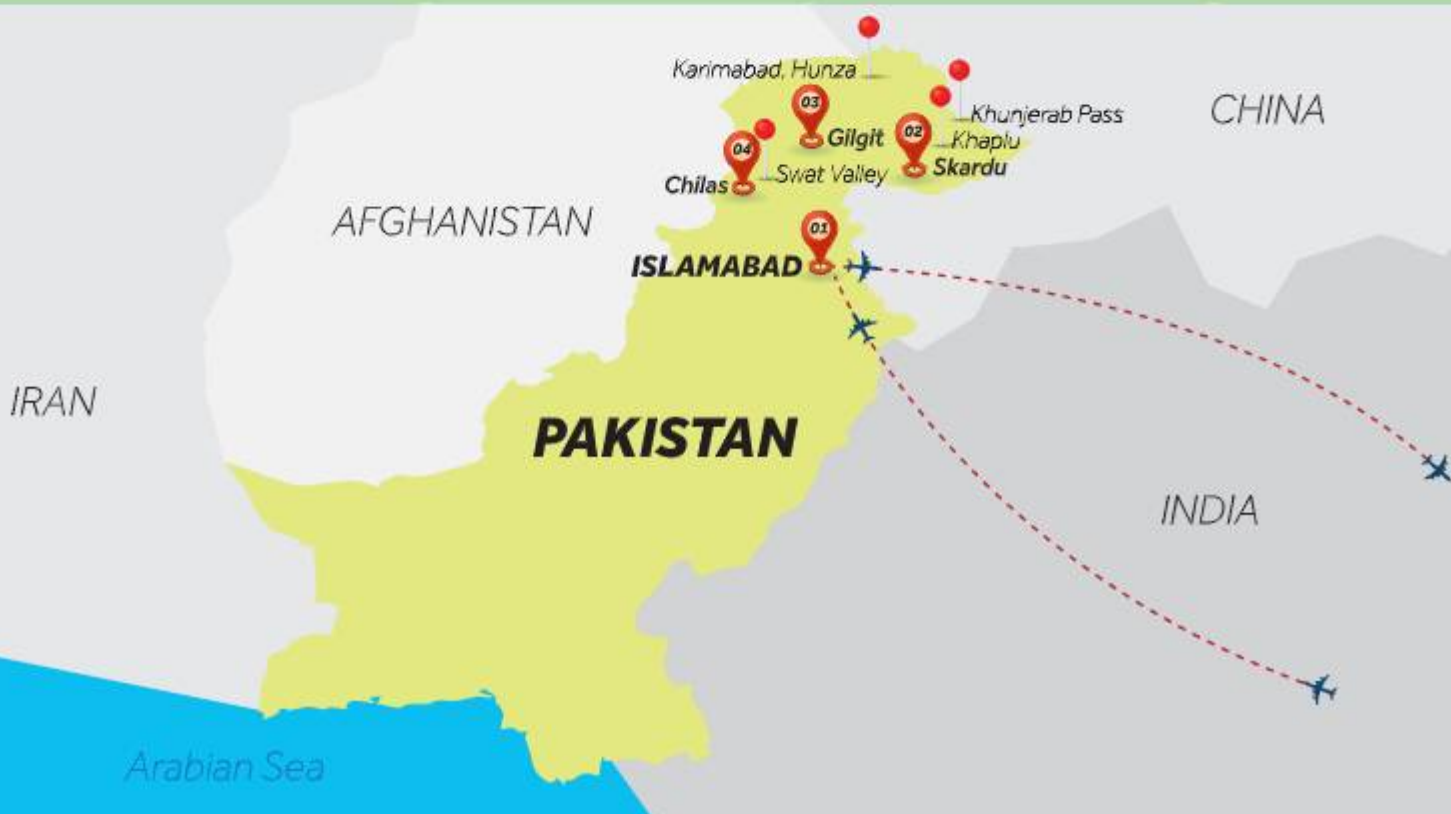 Karimabad, Hunza
03
Gilgit
Khunjerab Pass
CHINA
02
Khaplu
Skardu
04
Chilas
Swat Valley
AFGHANISTAN
01
ISLAMABAD
IRAN
PAKISTAN
INDIA
Arabian Sea